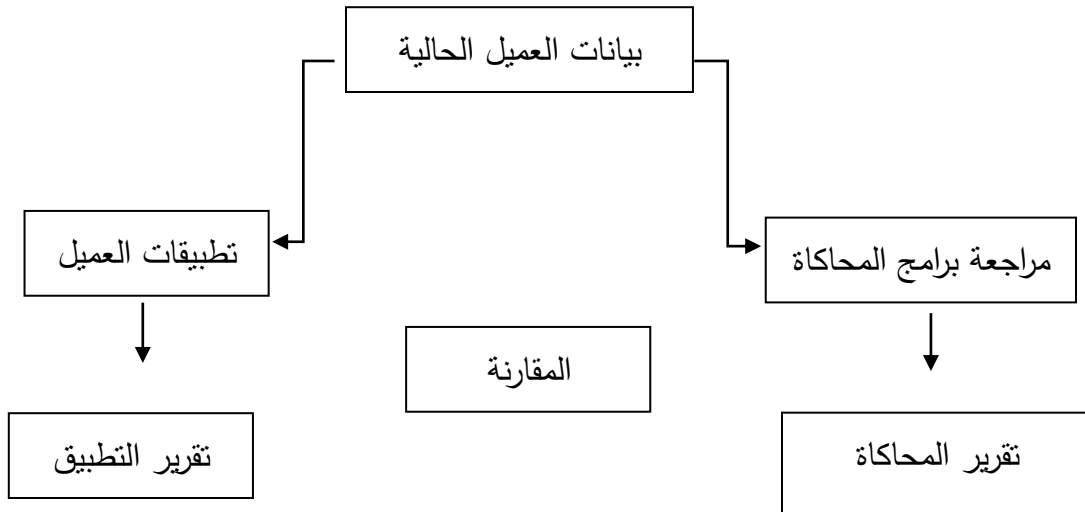 بيانات العميل الحالية
مراجعة برامج المحاكاة
تطبيقات العميل
المقارنة
تقرير المحاكاة
تقرير التطبيق